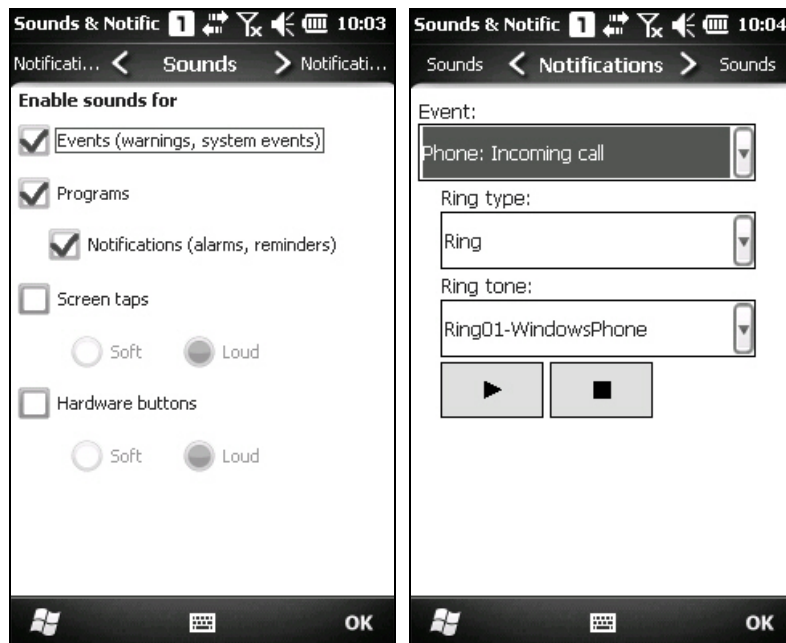 Sounds & Notific 1 10:03
Notificati... Sounds Notificati...
Enable sounds for
Events (warnings, system events)
Programs
Notifications (alarms, reminders)
Screen taps
Soft Loud
Hardware buttons
Soft Loud
OK
Sounds & Notific 1 10:04
Sounds Notifications Sounds
Event:
Phone: Incoming call
Ring type:
Ring
Ring tone:
Ring01-WindowsPhone
OK